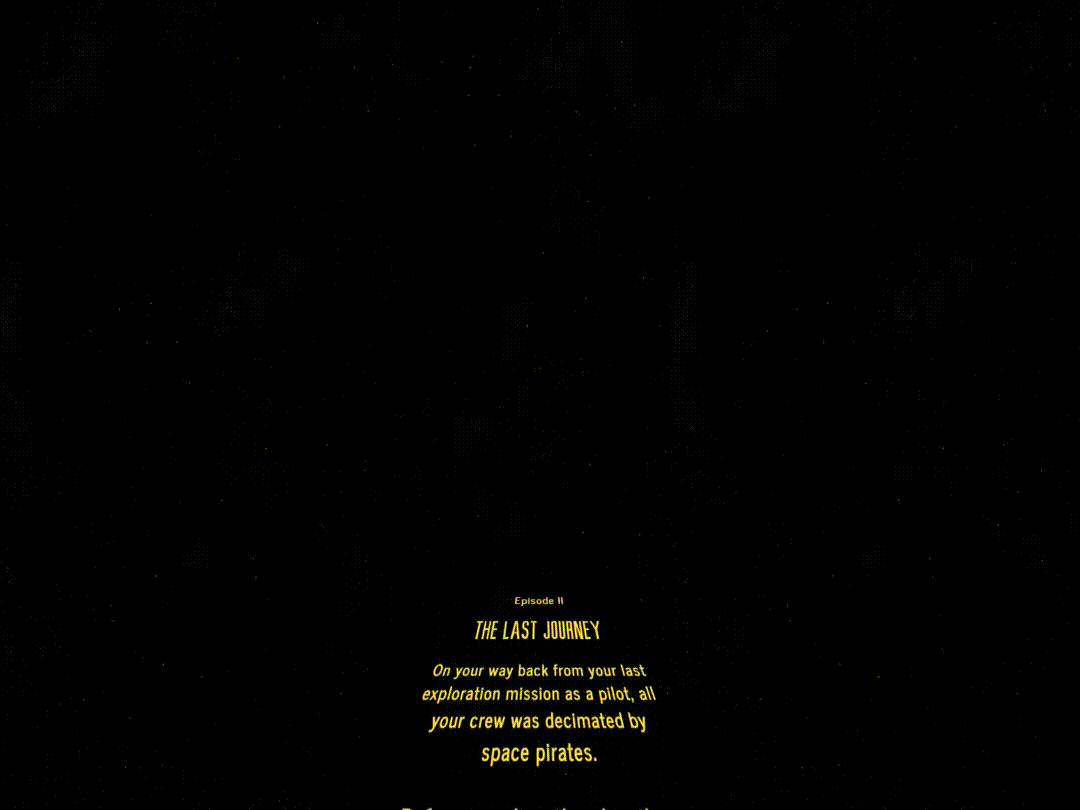 Episode II
THE LAST JOURNEY
On your way back from your last
exploration mission as a pilot, all
your crew was decimated by
space pirates.